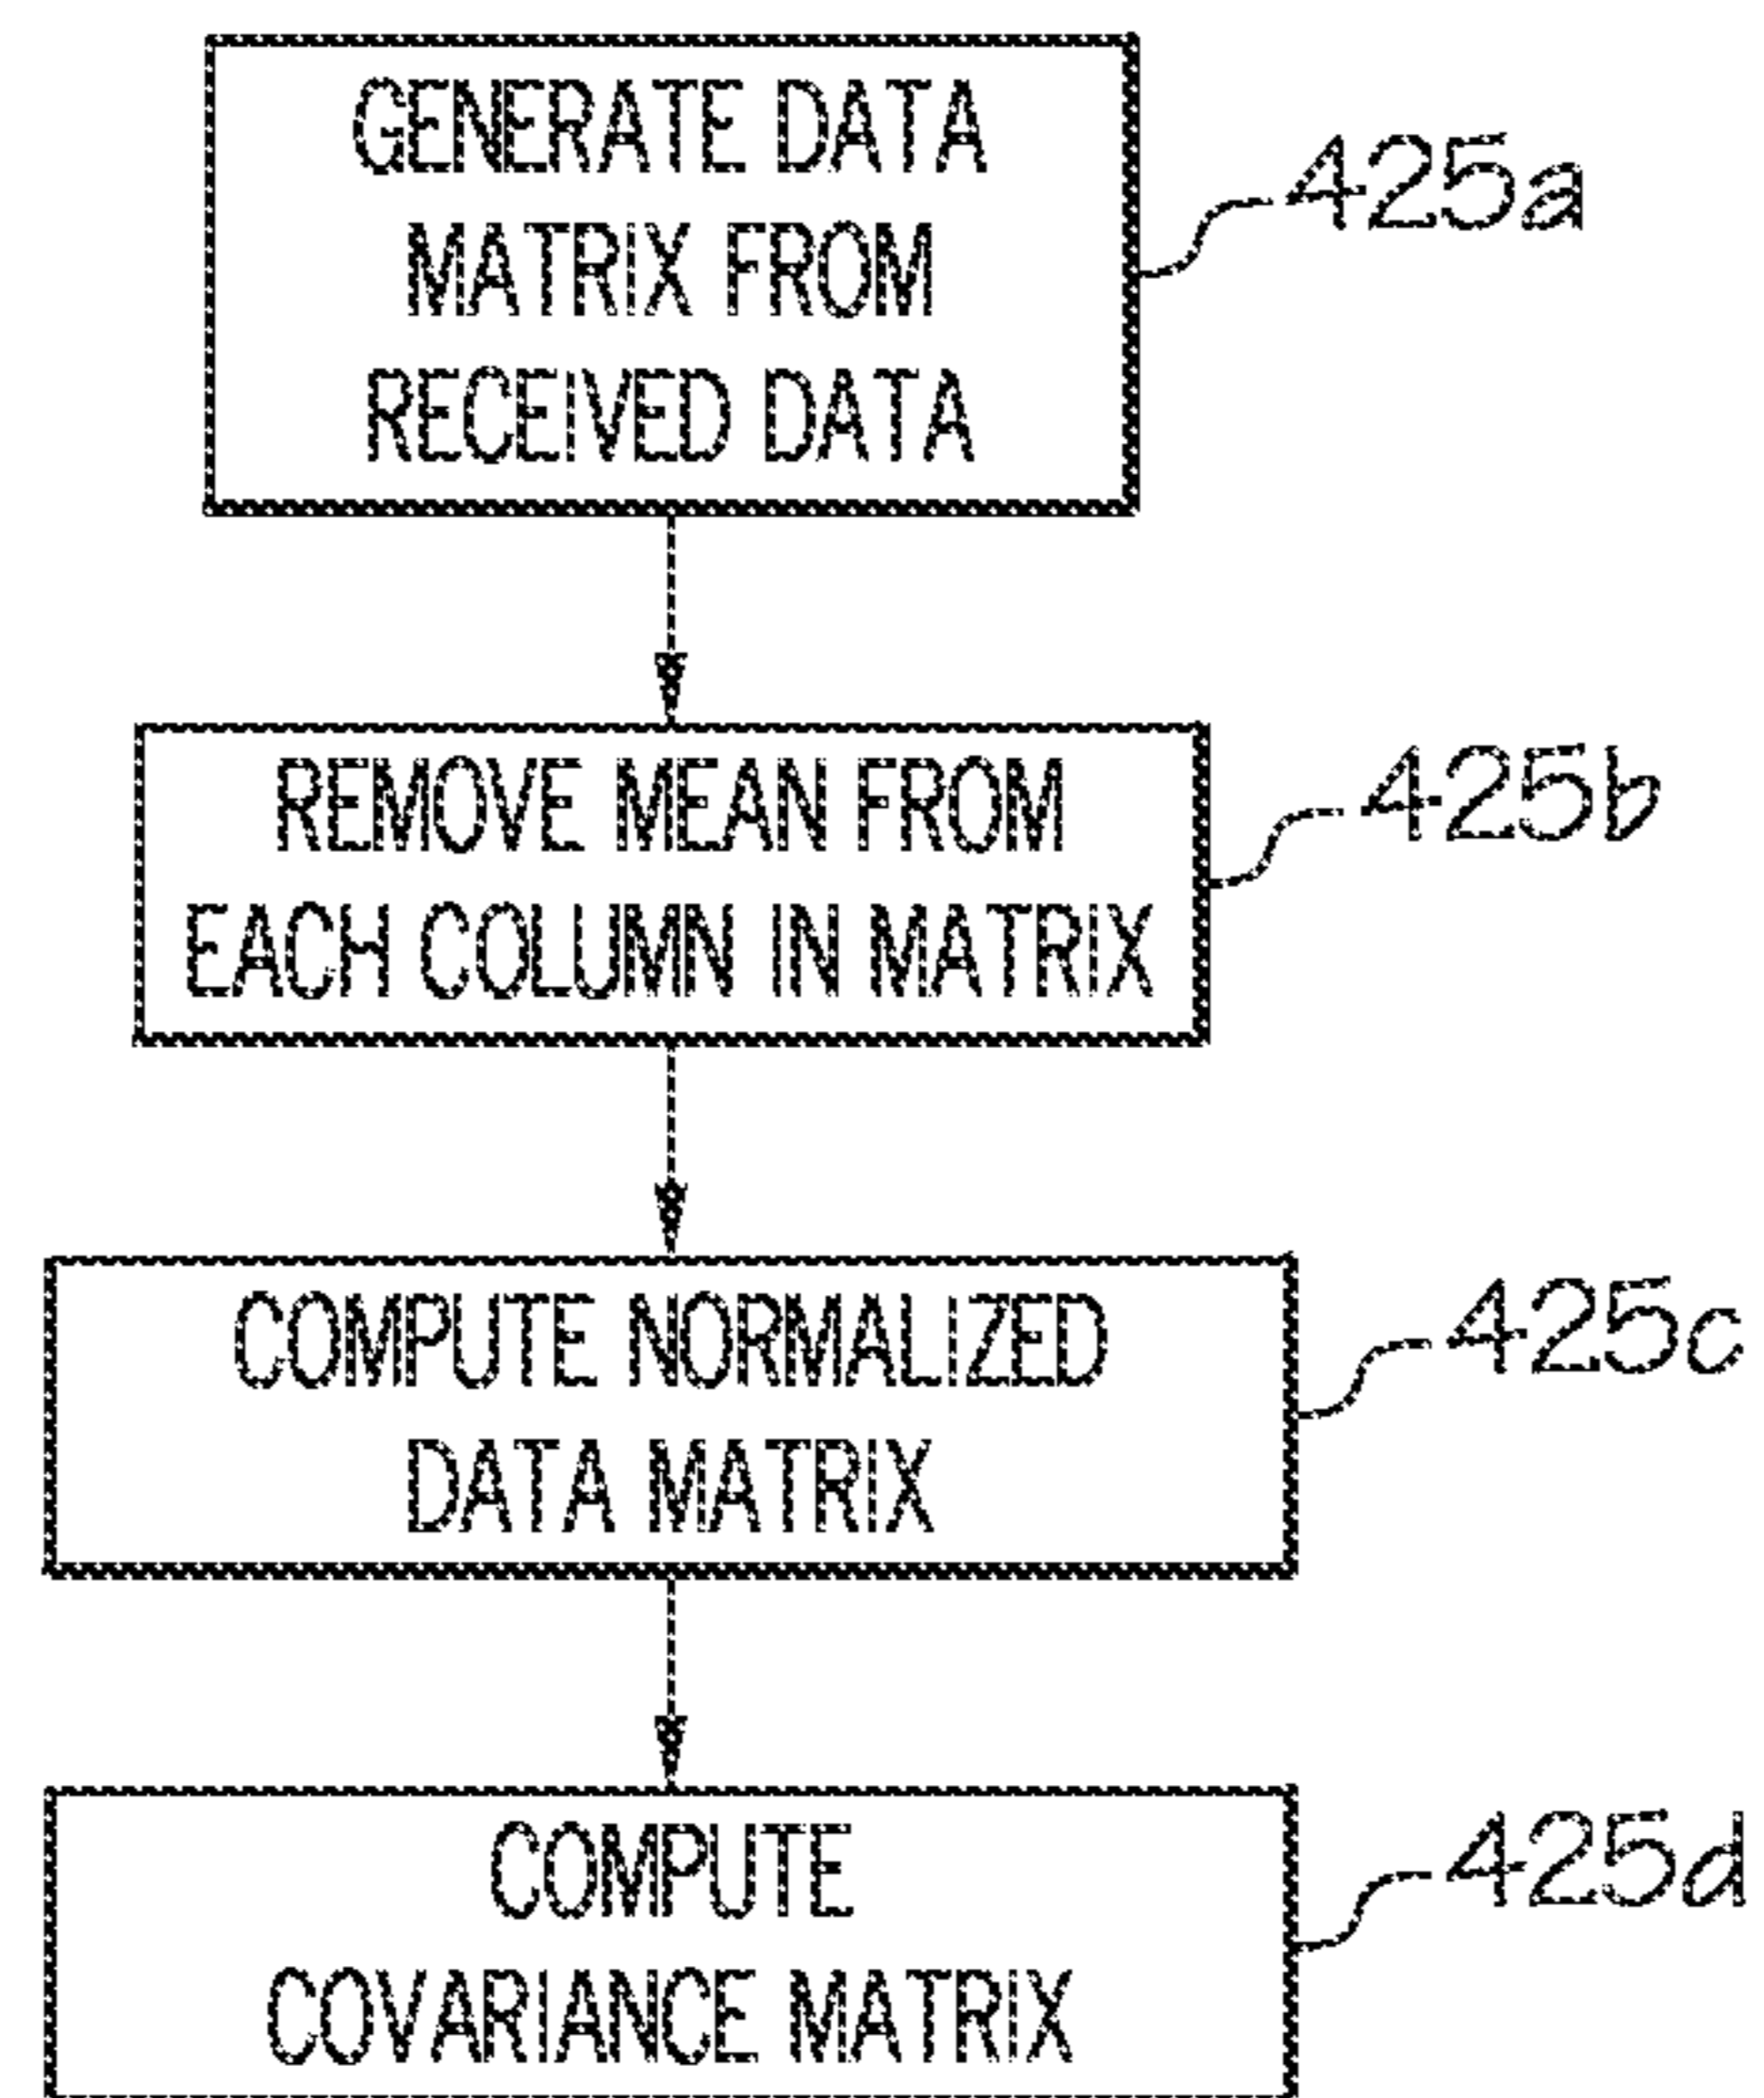 GENERATE DATA
MATRIX FROM
RECEIVED DATA
425a
REMOVE MEAN FROM
EACH COLUMN IN MATRIX
425b
COMPUTE NORMALIZED
DATA MATRIX
425c
COMPUTE
COVARIANCE MATRIX
425d